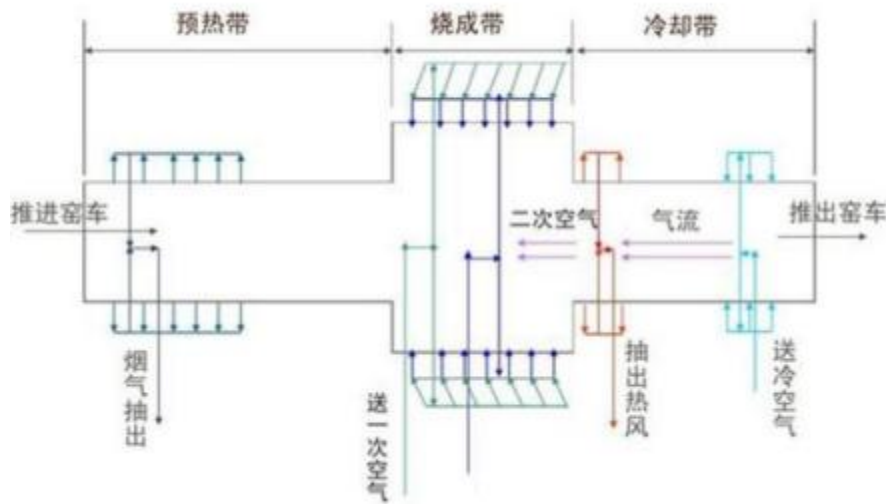 预热带
烧成带
冷却带
推进窑车
二次空气
气流
推出窑车
烟气抽出
送一次空气
抽出热风
送冷空气